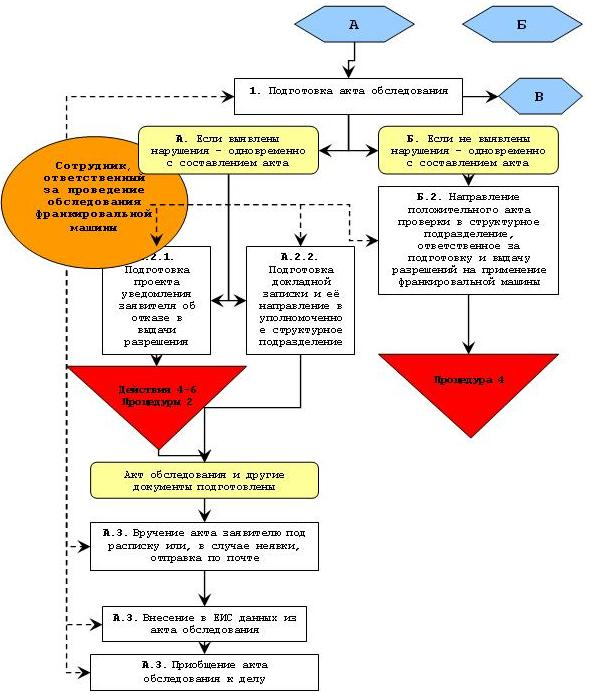 А
Б
1. Подготовка акта обследования
В
А. Если выявлены
нарушения - одновременно
с составлением акта
Б. Если не выявлены
нарушения - одновременно
с составлением акта
Сотрудник,
ответственный
за проведение
обследования
франкировальной
машины
Б.2. Направление
положительного акта
проверки в структурное
подразделение,
ответственное за
подготовку и выдачу
разрешений на применение
франкировальной машины
.2.1.
Подготовка
проекта
уведомления
заявителя об
отказе в
выдачи
разрешения
А.2.2.
Подготовка
докладной
записки и её
направление в
уполномоченно
е структурное
подразделение
Действия 4-6
Процедуры 2
Процедура 4
Акт обследования и другие
документы подготовлены
А.3. Вручение акта заявителю под
расписку или, в случае неявки,
отправка по почте
А.3. Внесение в ЕИС данных из
акта обследования
А.3. Приобщение акта
обследования к делу